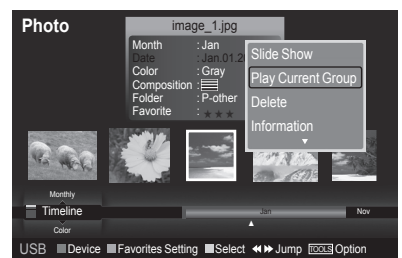 Photo
image_1.jpg
Month : Jan
Date : Jan.01.2
Color : Gray
Composition :
Folder : P-other
Favorite : ★★★
Slide Show
Play Current Group
Delete
Information
Monthly
Timeline
Jan
Nov
Color
USB Device Favorites Setting Select Jump TOOLS Option